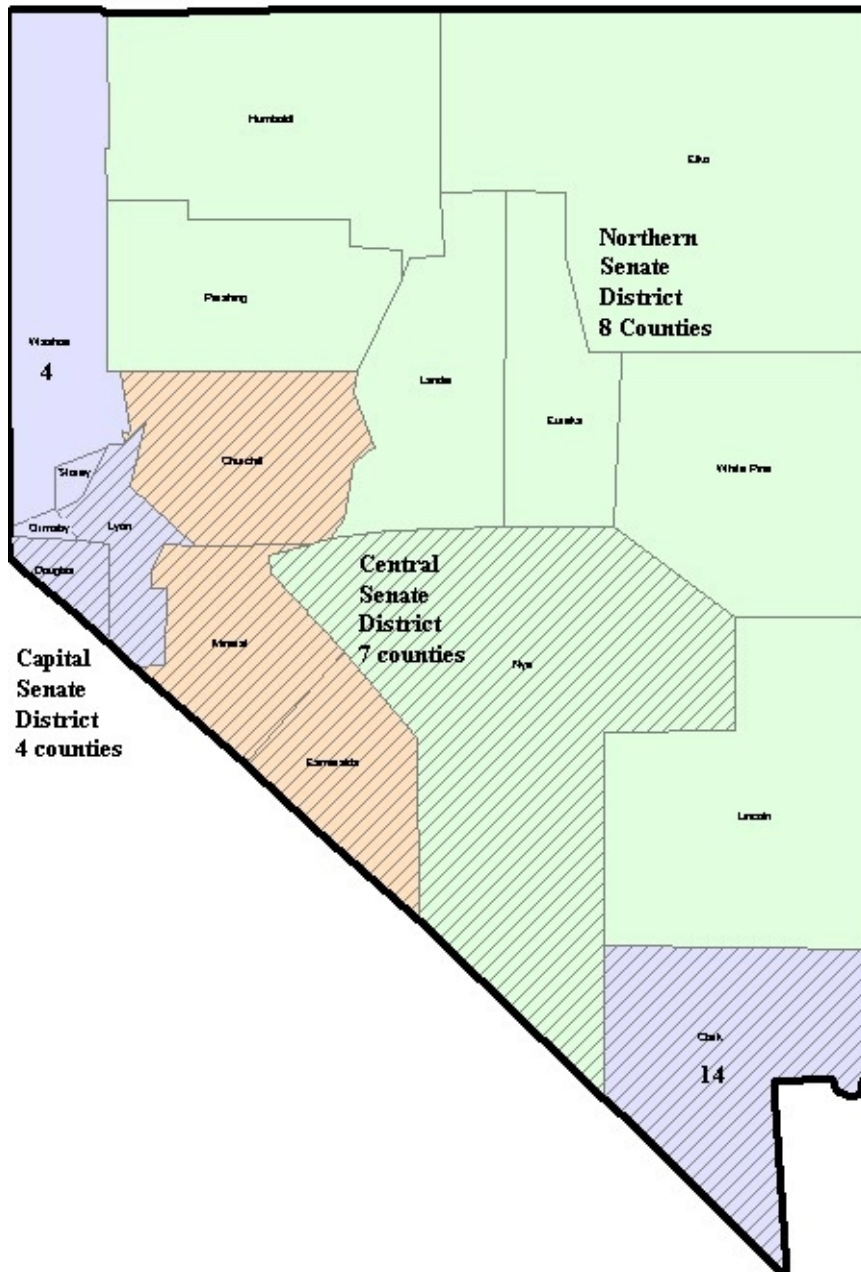 Humboldt
Elko
Northern
Senate
District
8 Counties
Pershing
Washoe
4
Lander
Eureka
Churchill
White Pine
Storey
Ormsby
Lyon
Douglas
Central
Senate
District
7 counties
Mineral
Nye
Capital
Senate
District
4 counties
Esmeralda
Lincoln
Clark
14